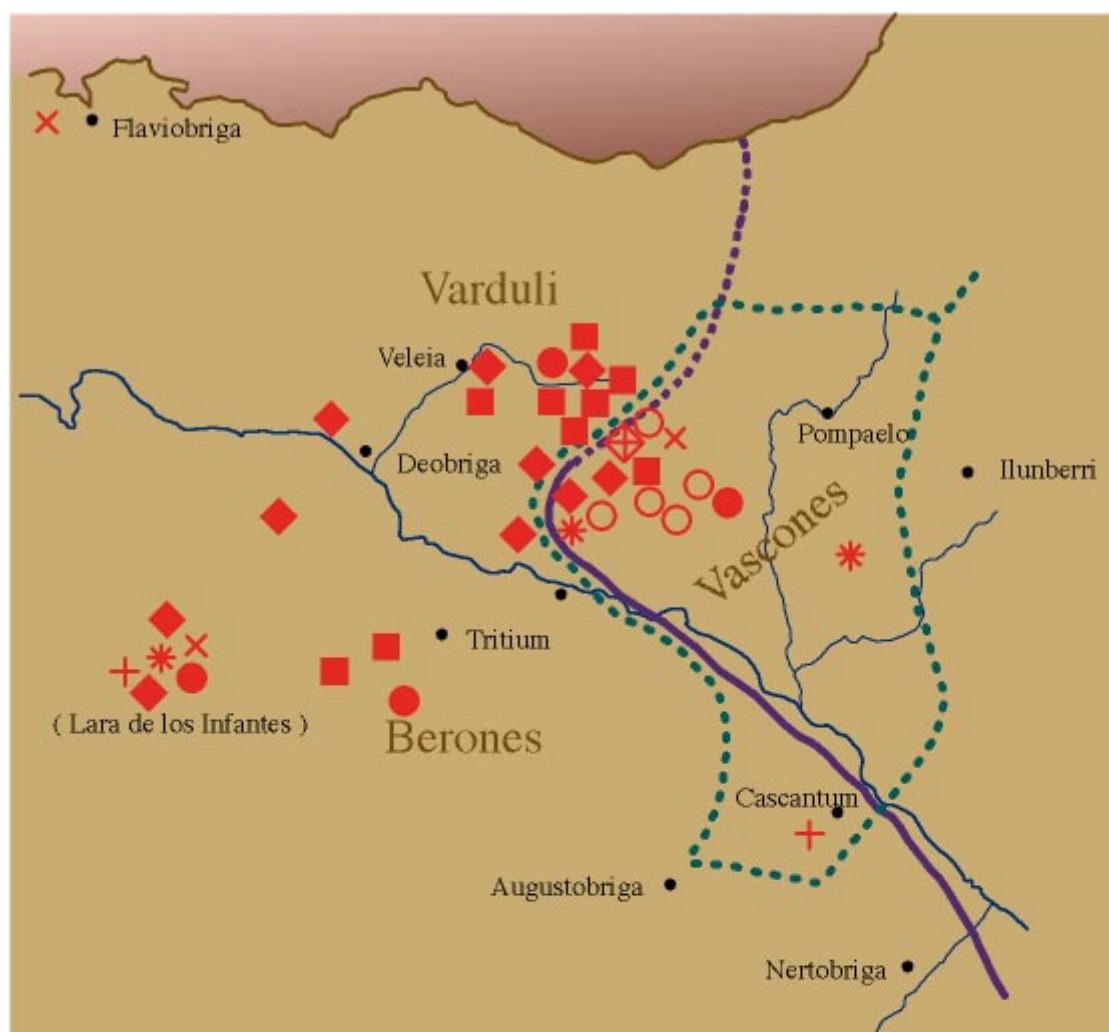 Flaviobriga
Varduli
Veleia
Pompaelo
Deobriga
Ilunberri
Vascones
Tritium
( Lara de los Infantes )
Berones
Cascantum
Augustobriga
Nertobriga